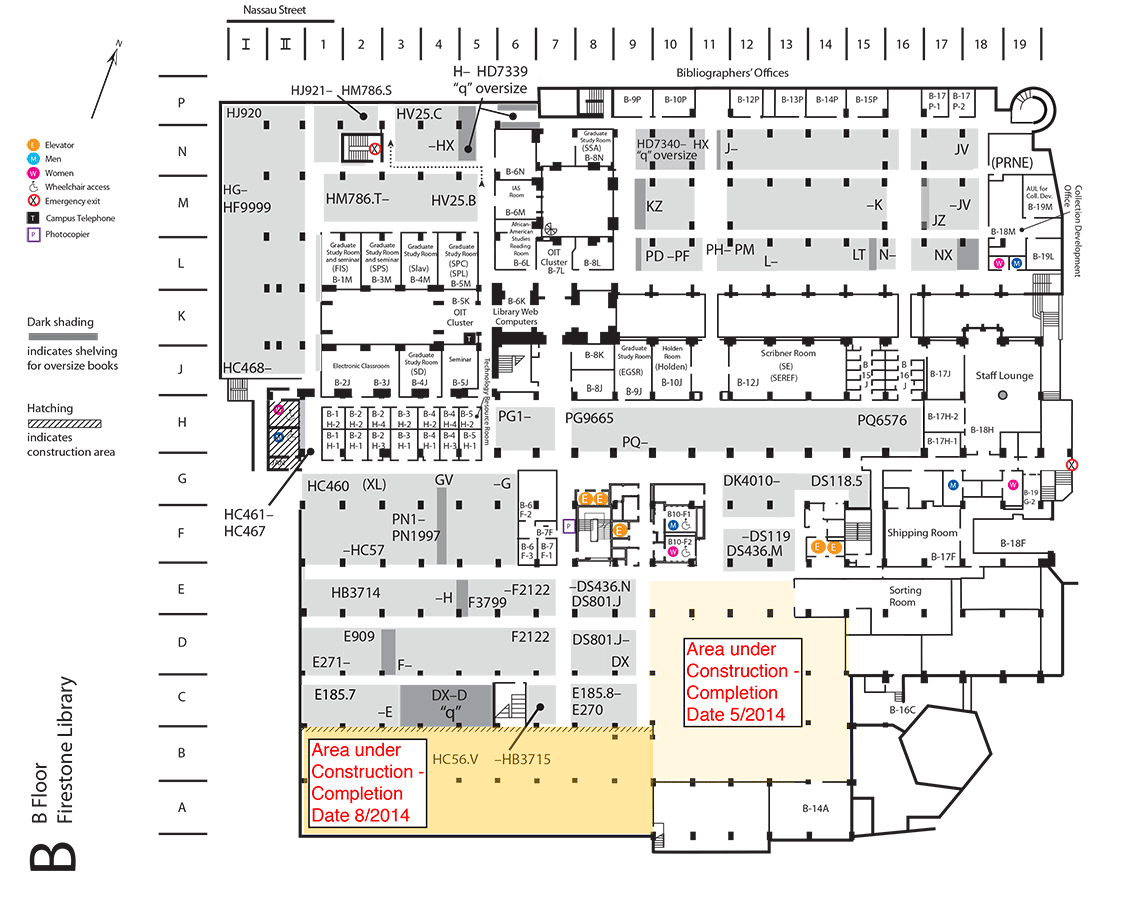 Nassau Street
I II 1 2 3 4 5 6 7 8 9 10 11 12 13 14 15 16 17 18 19
N
H– HD7339
"q" oversize
Bibliographers' Offices
HJ921– HM786.S
P
HJ920
HV25.C
B-9P
B-10P
B-12P
B-13P
B-14P
B-15P
B-17
P-1
B-17
P-2
Elevator
Men
Women
Wheelchair access
Emergency exit
Campus Telephone
Photocopier
E
M
W
X
T
P
N
–HX
Graduate
Study Room
(SSA)
B-8N
HD7340– HX
"q" oversize
J–
JV
(PRNE)
B-6N
M
HG–
HF9999
HM786.T–
HV25.B
IAS
Room
B-6M
KZ
–K
–JV
JZ
AUL for
Coll. Dev.
B-19M
B-18M
Collection Development
Office
African-
American
Studies
Reading
Room
B-6L
L
Graduate
Study Room
and seminar
(FIS)
B-1M
Graduate
Study Room
and seminar
(SPS)
B-3M
Graduate
Study Room
(Slav)
B-4M
Graduate
Study Room
(SPC)
(SPL)
B-5M
OIT
Cluster
B-7L
B-8L
PD –PF
PH– PM
L–
LT
N–
NX
W
M
B-19L
K
B-5K
OIT
Cluster
T
B-6K
Library Web
Computers
Dark shading
indicates shelving
for oversize books
J
HC468–
Electronic Classroom
B-2J
B-3J
Graduate
Study Room
(SD)
B-4J
Seminar
B-5J
Technology Resource Room
B-8K
B-8J
Graduate
Study Room
(EGSR)
B-9J
Holden
Room
(Holden)
B-10J
Scribner Room
(SE)
(SEREF)
B-12J
B
15
J
B
16
J
B-17J
Staff Lounge
Hatching
indicates
construction area
H
W
M
JAN
B-1
H-2
B-2
H-2
B-2
H-4
B-3
H-2
B-4
H-2
B-4
H-4
B-5
H-2
B-1
H-1
B-2
H-1
B-2
H-3
B-3
H-1
B-4
H-1
B-4
H-3
B-5
H-1
PG1–
PG9665
PQ–
PQ6576
B-17H-2
B-17H-1
B-18H
G
HC460 (XL)
GV
–G
DK4010–
DS118.5
M
W
B-19
G-2
X
HC461–
HC467
B-6
F-2
E E
F
PN1–
PN1997
–HC57
B-7F
B-6
F-3
B-7
F-1
P
E
B10-F1
M
B10-F2
W
–DS119
DS436.M
E E
Shipping Room
B-17F
B-18F
E
HB3714
–H
F3799
–F2122
–DS436.N
DS801.J
Sorting
Room
D
E909
E271–
F–
F2122
DS801.J–
DX
Area under
Construction -
Completion
Date 5/2014
C
E185.7
–E
DX–D
"q"
E185.8–
E270
B-16C
B
Area under
Construction -
Completion
Date 8/2014
HC56.V –HB3715
A
B-14A
B
B Floor
Firestone Library